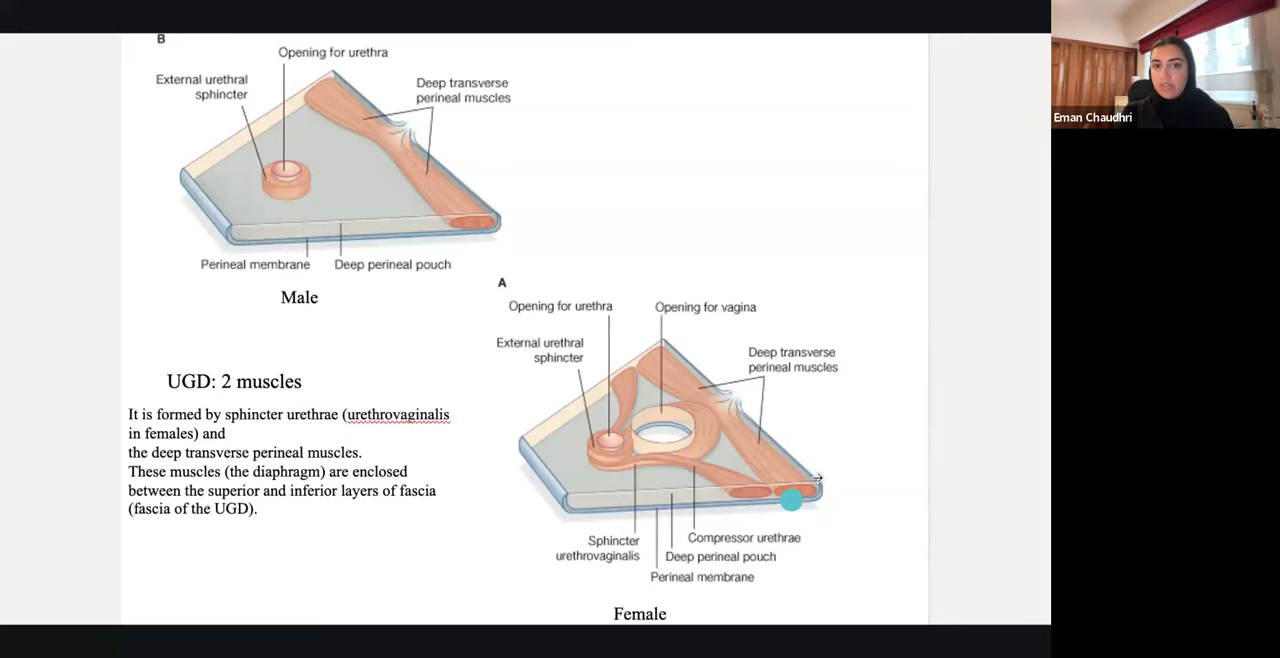 B
Opening for urethra
External urethral
sphincter
Deep transverse
perineal muscles
Perineal membrane
Deep perineal pouch
Male
A
Opening for urethra
Opening for vagina
External urethral
sphincter
Deep transverse
perineal muscles
UGD: 2 muscles
It is formed by sphincter urethrae (urethrovaginalis
in females) and
the deep transverse perineal muscles.
These muscles (the diaphragm) are enclosed
between the superior and inferior layers of fascia
(fascia of the UGD).
Sphincter
urethrovaginalis
Compressor urethrae
Deep perineal pouch
Perineal membrane
Female
Eman Chaudhri